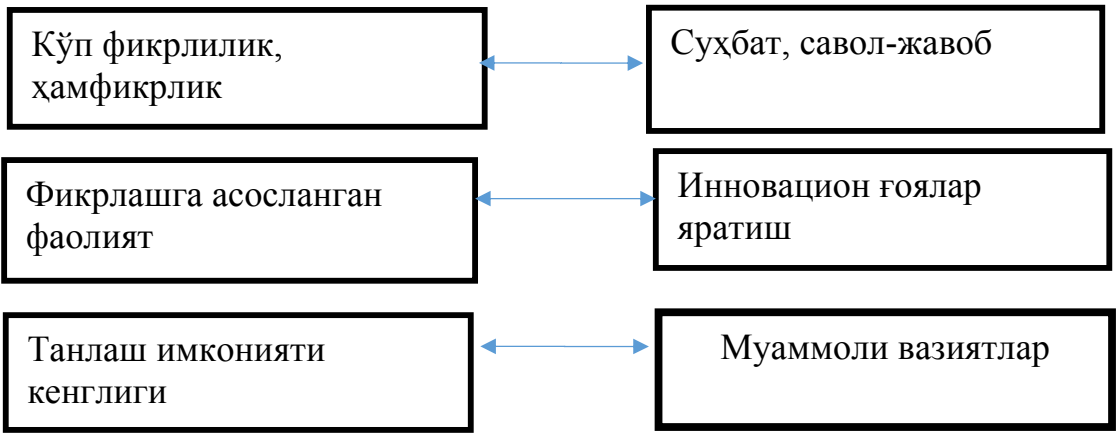 Кўп фикрлилик,
ҳамфикрлик
Суҳбат, савол-жавоб
Фикрлашга асосланган
фаолият
Инновацион ғоялар
яратиш
Танлаш имконияти
кенглиги
Муаммоли вазиятлар